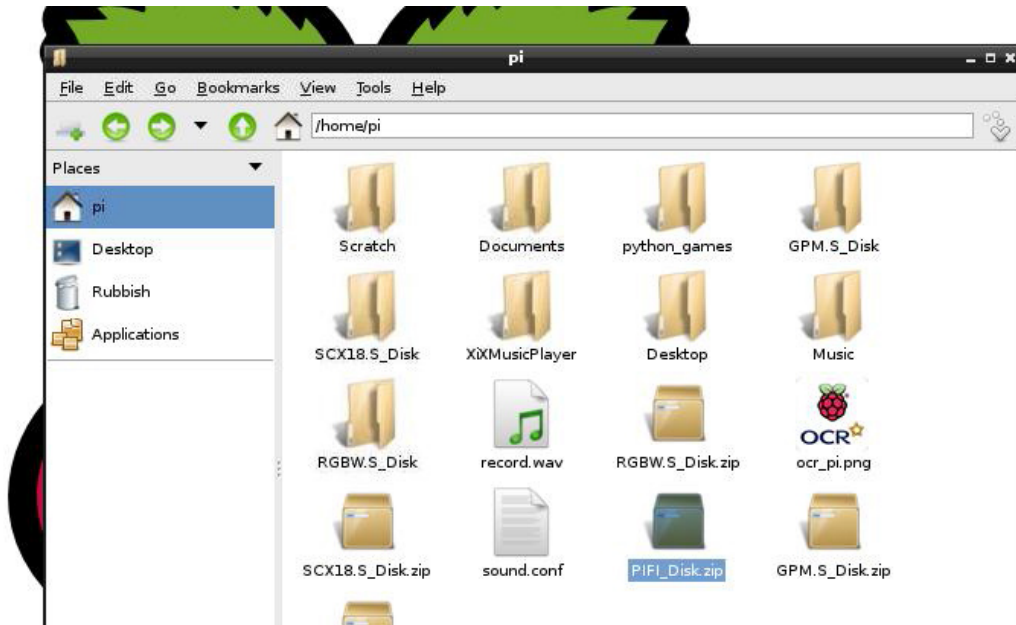 pi
File Edit Go Bookmarks View Tools Help
/home/pi
Places
pi
Desktop
Rubbish
Applications
Scratch Documents python_games GPM.S_Disk
SCX18.S_Disk XiXMusicPlayer Desktop Music
OCR
RGBW.S_Disk record.wav RGBW.S_Disk.zip ocr_pi.png
SCX18.S_Disk.zip sound.conf PIFI_Disk.zip GPM.S_Disk.zip